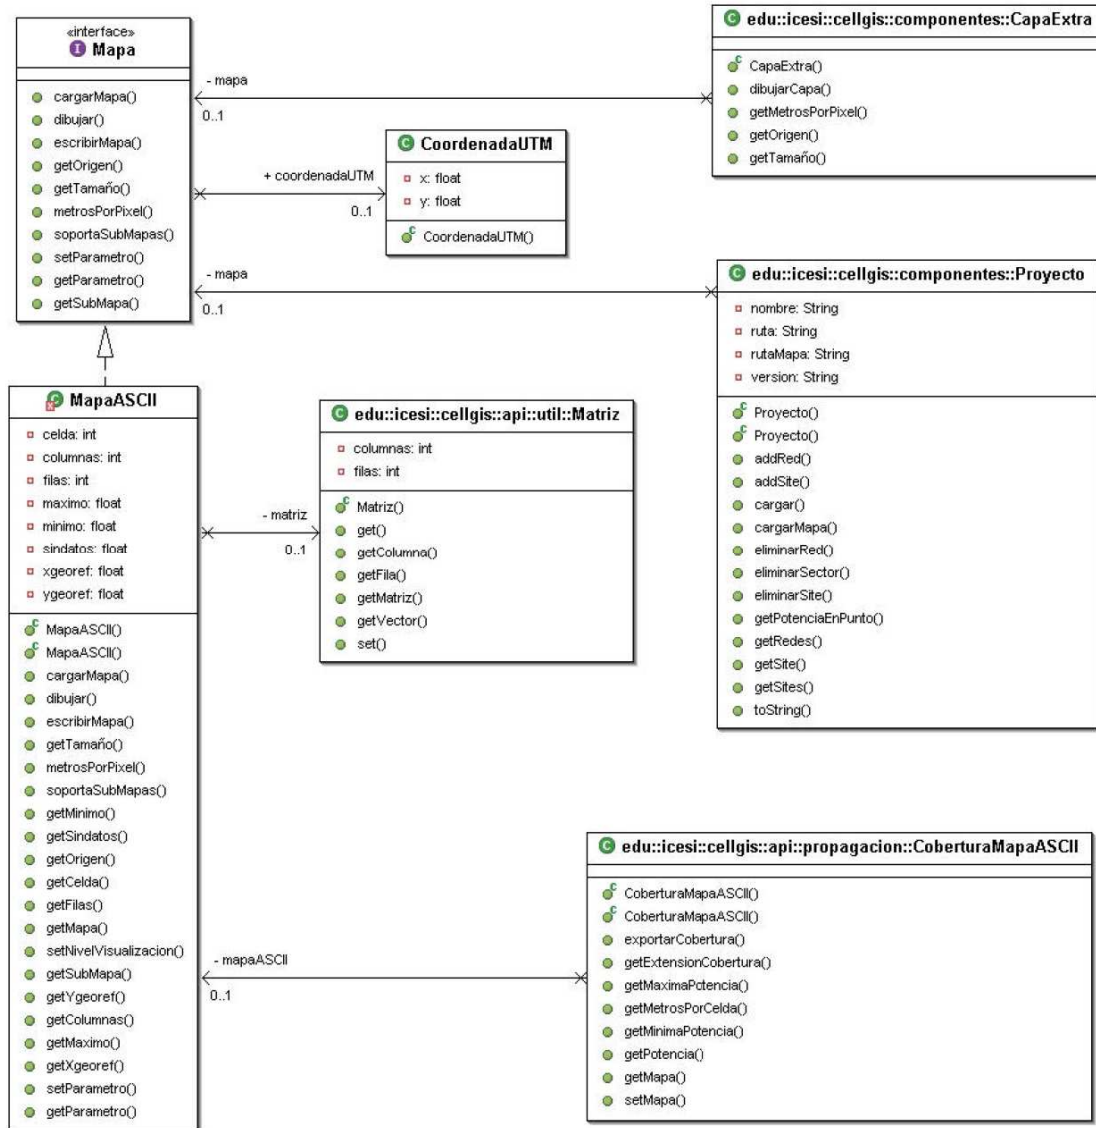 «interface»
Mapa
cargarMapa()
dibujar()
escribirMapa()
getOrigen()
getTamaño()
metrosPorPixel()
soportaSubMapas()
setParametro()
getParametro()
getSubMapa()
- mapa
0..1
edu::icesi::cellgis::componentes::CapaExtra
CapaExtra()
dibujarCapa()
getMetrosPorPixel()
getOrigen()
getTamaño()
+ coordenadaUTM
0..1
CoordenadaUTM
x: float
y: float
CoordenadaUTM()
- mapa
0..1
edu::icesi::cellgis::componentes::Proyecto
nombre: String
ruta: String
rutaMapa: String
version: String
Proyecto()
Proyecto()
addRed()
addSite()
cargar()
cargarMapa()
eliminarRed()
eliminarSector()
eliminarSite()
getPotenciaEnPunto()
getRedes()
getSite()
getSites()
toString()
MapaASCII
celda: int
columnas: int
filas: int
maximo: float
minimo: float
sindatos: float
xgeoref: float
ygeoref: float
MapaASCII()
MapaASCII()
cargarMapa()
dibujar()
escribirMapa()
getTamaño()
metrosPorPixel()
soportaSubMapas()
getMinimo()
getSindatos()
getOrigen()
getCelda()
getFilas()
getMapa()
setNivelVisualizacion()
getSubMapa()
getYgeoref()
getColumnas()
getMaximo()
getXgeoref()
setParametro()
getParametro()
- matriz
0..1
edu::icesi::cellgis::api::util::Matriz
columnas: int
filas: int
Matriz()
get()
getColumna()
getFila()
getMatriz()
getVector()
set()
- mapaASCII
0..1
edu::icesi::cellgis::api::propagacion::CoberturaMapaASCII
CoberturaMapaASCII()
CoberturaMapaASCII()
exportarCobertura()
getExtensionCobertura()
getMaximaPotencia()
getMetrosPorCelda()
getMinimaPotencia()
getPotencia()
getMapa()
setMapa()